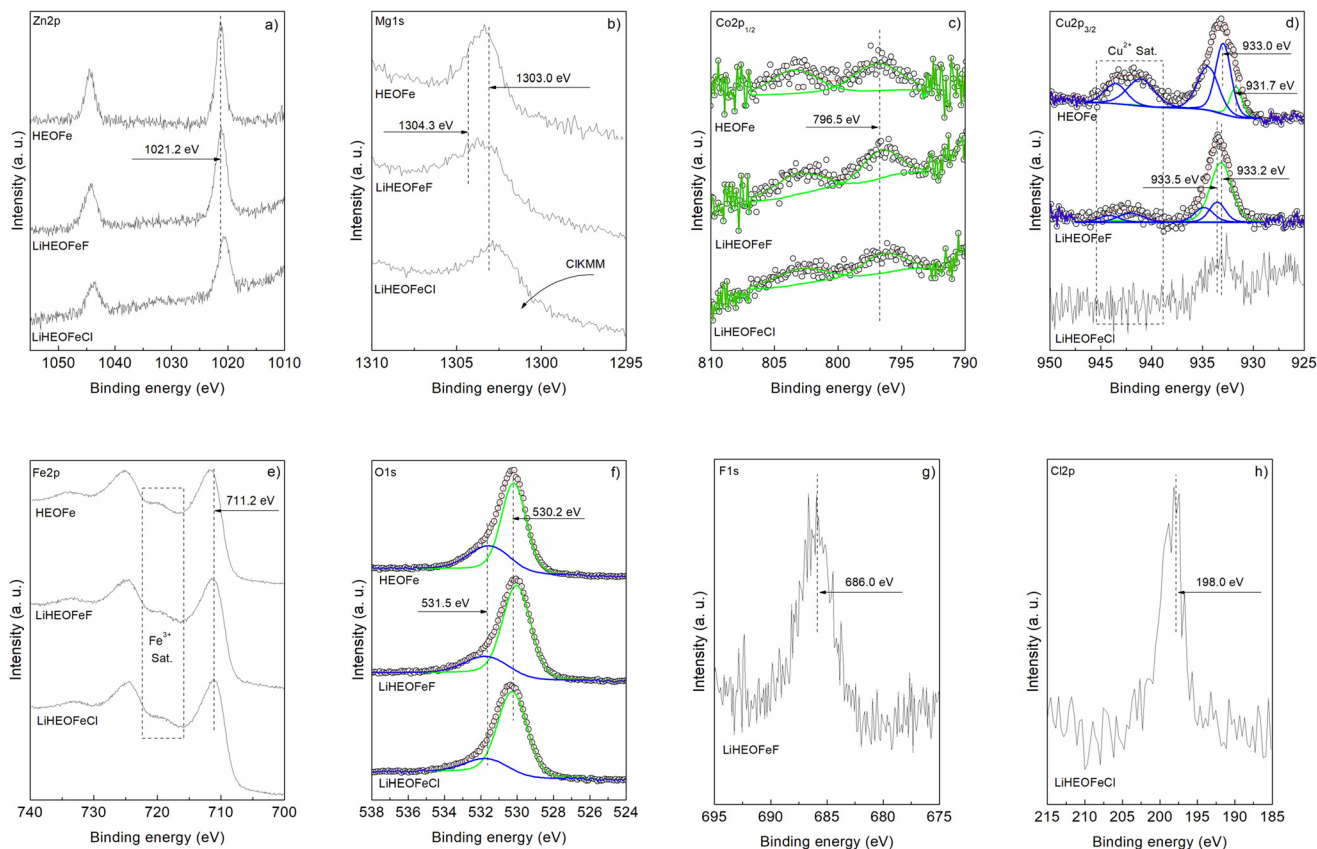 Zn2p
a)
HEOFe
1021.2 eV
LiHEOFeF
LiHEOFeCl
Intensity (a. u.)
1050 1040 1030 1020 1010
Binding energy (eV)
Mg1s
b)
1303.0 eV
HEOFe
1304.3 eV
LiHEOFeF
LiHEOFeCl
ClKMM
Intensity (a. u.)
1310 1305 1300 1295
Binding energy (eV)
Co2p1/2
c)
HEOFe
796.5 eV
LiHEOFeF
LiHEOFeCl
Intensity (a. u.)
810 805 800 795 790
Binding energy (eV)
Cu2p3/2
d)
Cu2+ Sat.
933.0 eV
931.7 eV
HEOFe
933.5 eV
933.2 eV
LiHEOFeF
LiHEOFeCl
Intensity (a. u.)
950 945 940 935 930 925
Binding energy (eV)
Fe2p
e)
711.2 eV
HEOFe
LiHEOFeF
Fe3+
Sat.
LiHEOFeCl
Intensity (a. u.)
740 730 720 710 700
Binding energy (eV)
O1s
f)
530.2 eV
HEOFe
531.5 eV
LiHEOFeF
LiHEOFeCl
Intensity (a. u.)
538 536 534 532 530 528 526 524
Binding energy (eV)
F1s
g)
686.0 eV
LiHEOFeF
Intensity (a. u.)
695 690 685 680 675
Binding energy (eV)
Cl2p
h)
198.0 eV
LiHEOFeCl
Intensity (a. u.)
215 210 205 200 195 190 185
Binding energy (eV)